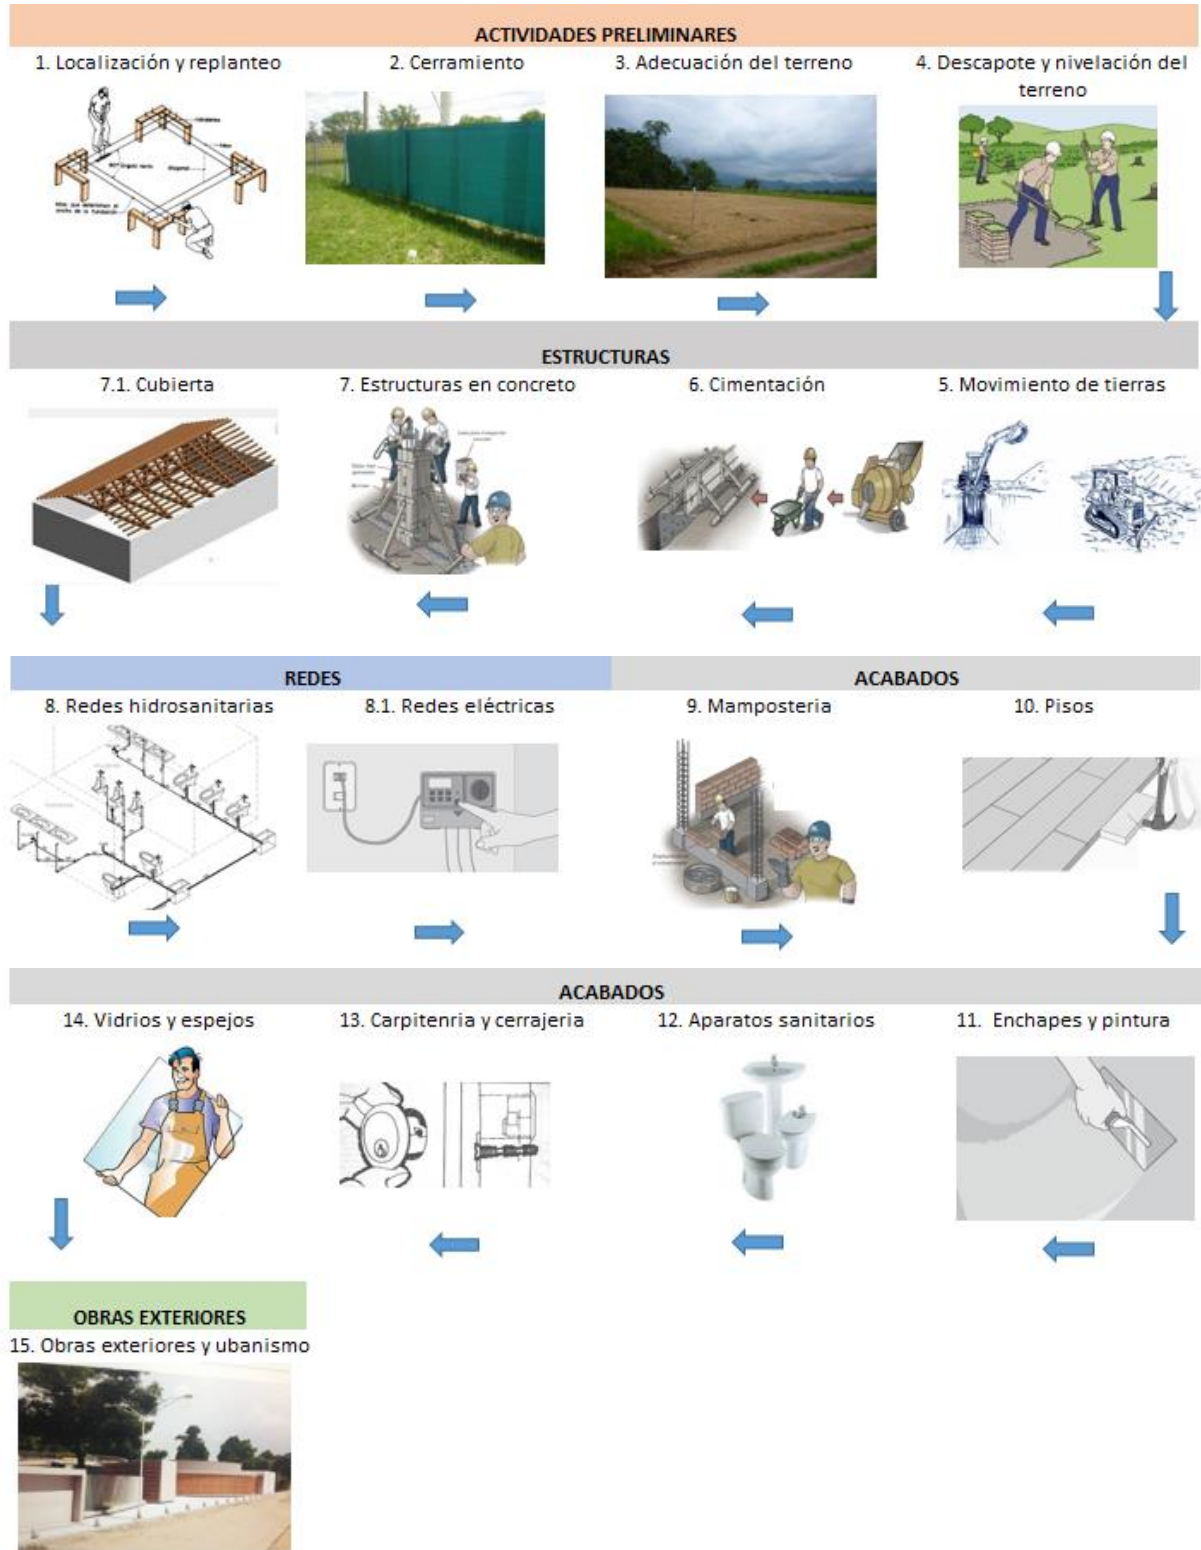 ACTIVIDADES PRELIMINARES
1. Localización y replanteo
2. Cerramiento
3. Adecuación del terreno
4. Descapote y nivelación del
terreno
ESTRUCTURAS
7.1. Cubierta
7. Estructuras en concreto
6. Cimentación
5. Movimiento de tierras
REDES
ACABADOS
8. Redes hidrosanitarias
8.1. Redes eléctricas
9. Mamposteria
10. Pisos
ACABADOS
14. Vidrios y espejos
13. Carpitenria y cerrajeria
12. Aparatos sanitarios
11. Enchapes y pintura
OBRAS EXTERIORES
15. Obras exteriores y ubanismo